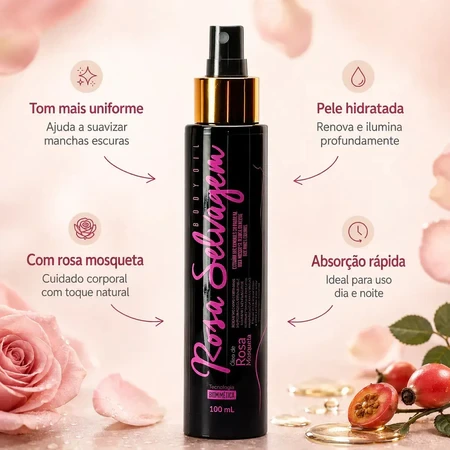 Tom mais uniforme
Ajuda a suavizar
manchas escuras
Pele hidratada
Renova e ilumina
profundamente
Com rosa mosqueta
Cuidado corporal
com toque natural
Absorção rápida
Ideal para uso
dia e noite
BODY OIL
Rosa Selvagem
Óleo de
Rosa
Mosqueta
Tecnologia
BIOMIMÉTICA
100 mL